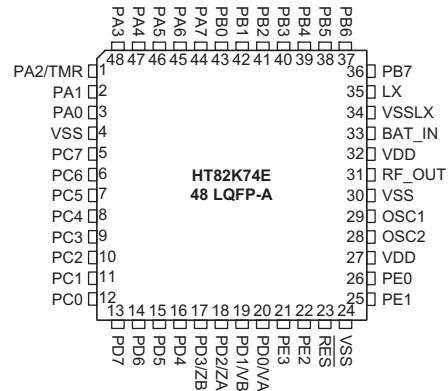 PA3 PA4 PA5 PA6 PA7 PB0 PB1 PB2 PB3 PB4 PB5 PB6
48 47 46 45 44 43 42 41 40 39 38 37
PA2/TMR 1
PA1 2
PA0 3
VSS 4
PC7 5
PC6 6
PC5 7
PC4 8
PC3 9
PC2 10
PC1 11
PC0 12
HT82K74E
48 LQFP-A
36 PB7
35 LX
34 VSSLX
33 BAT_IN
32 VDD
31 RF_OUT
30 VSS
29 OSC1
28 OSC2
27 VDD
26 PE0
25 PE1
13 14 15 16 17 18 19 20 21 22 23 24
PD7 PD6 PD5 PD4 PD3/ZB PD2/ZA PD1/VB PD0/VA PE3 PE2 RES VSS